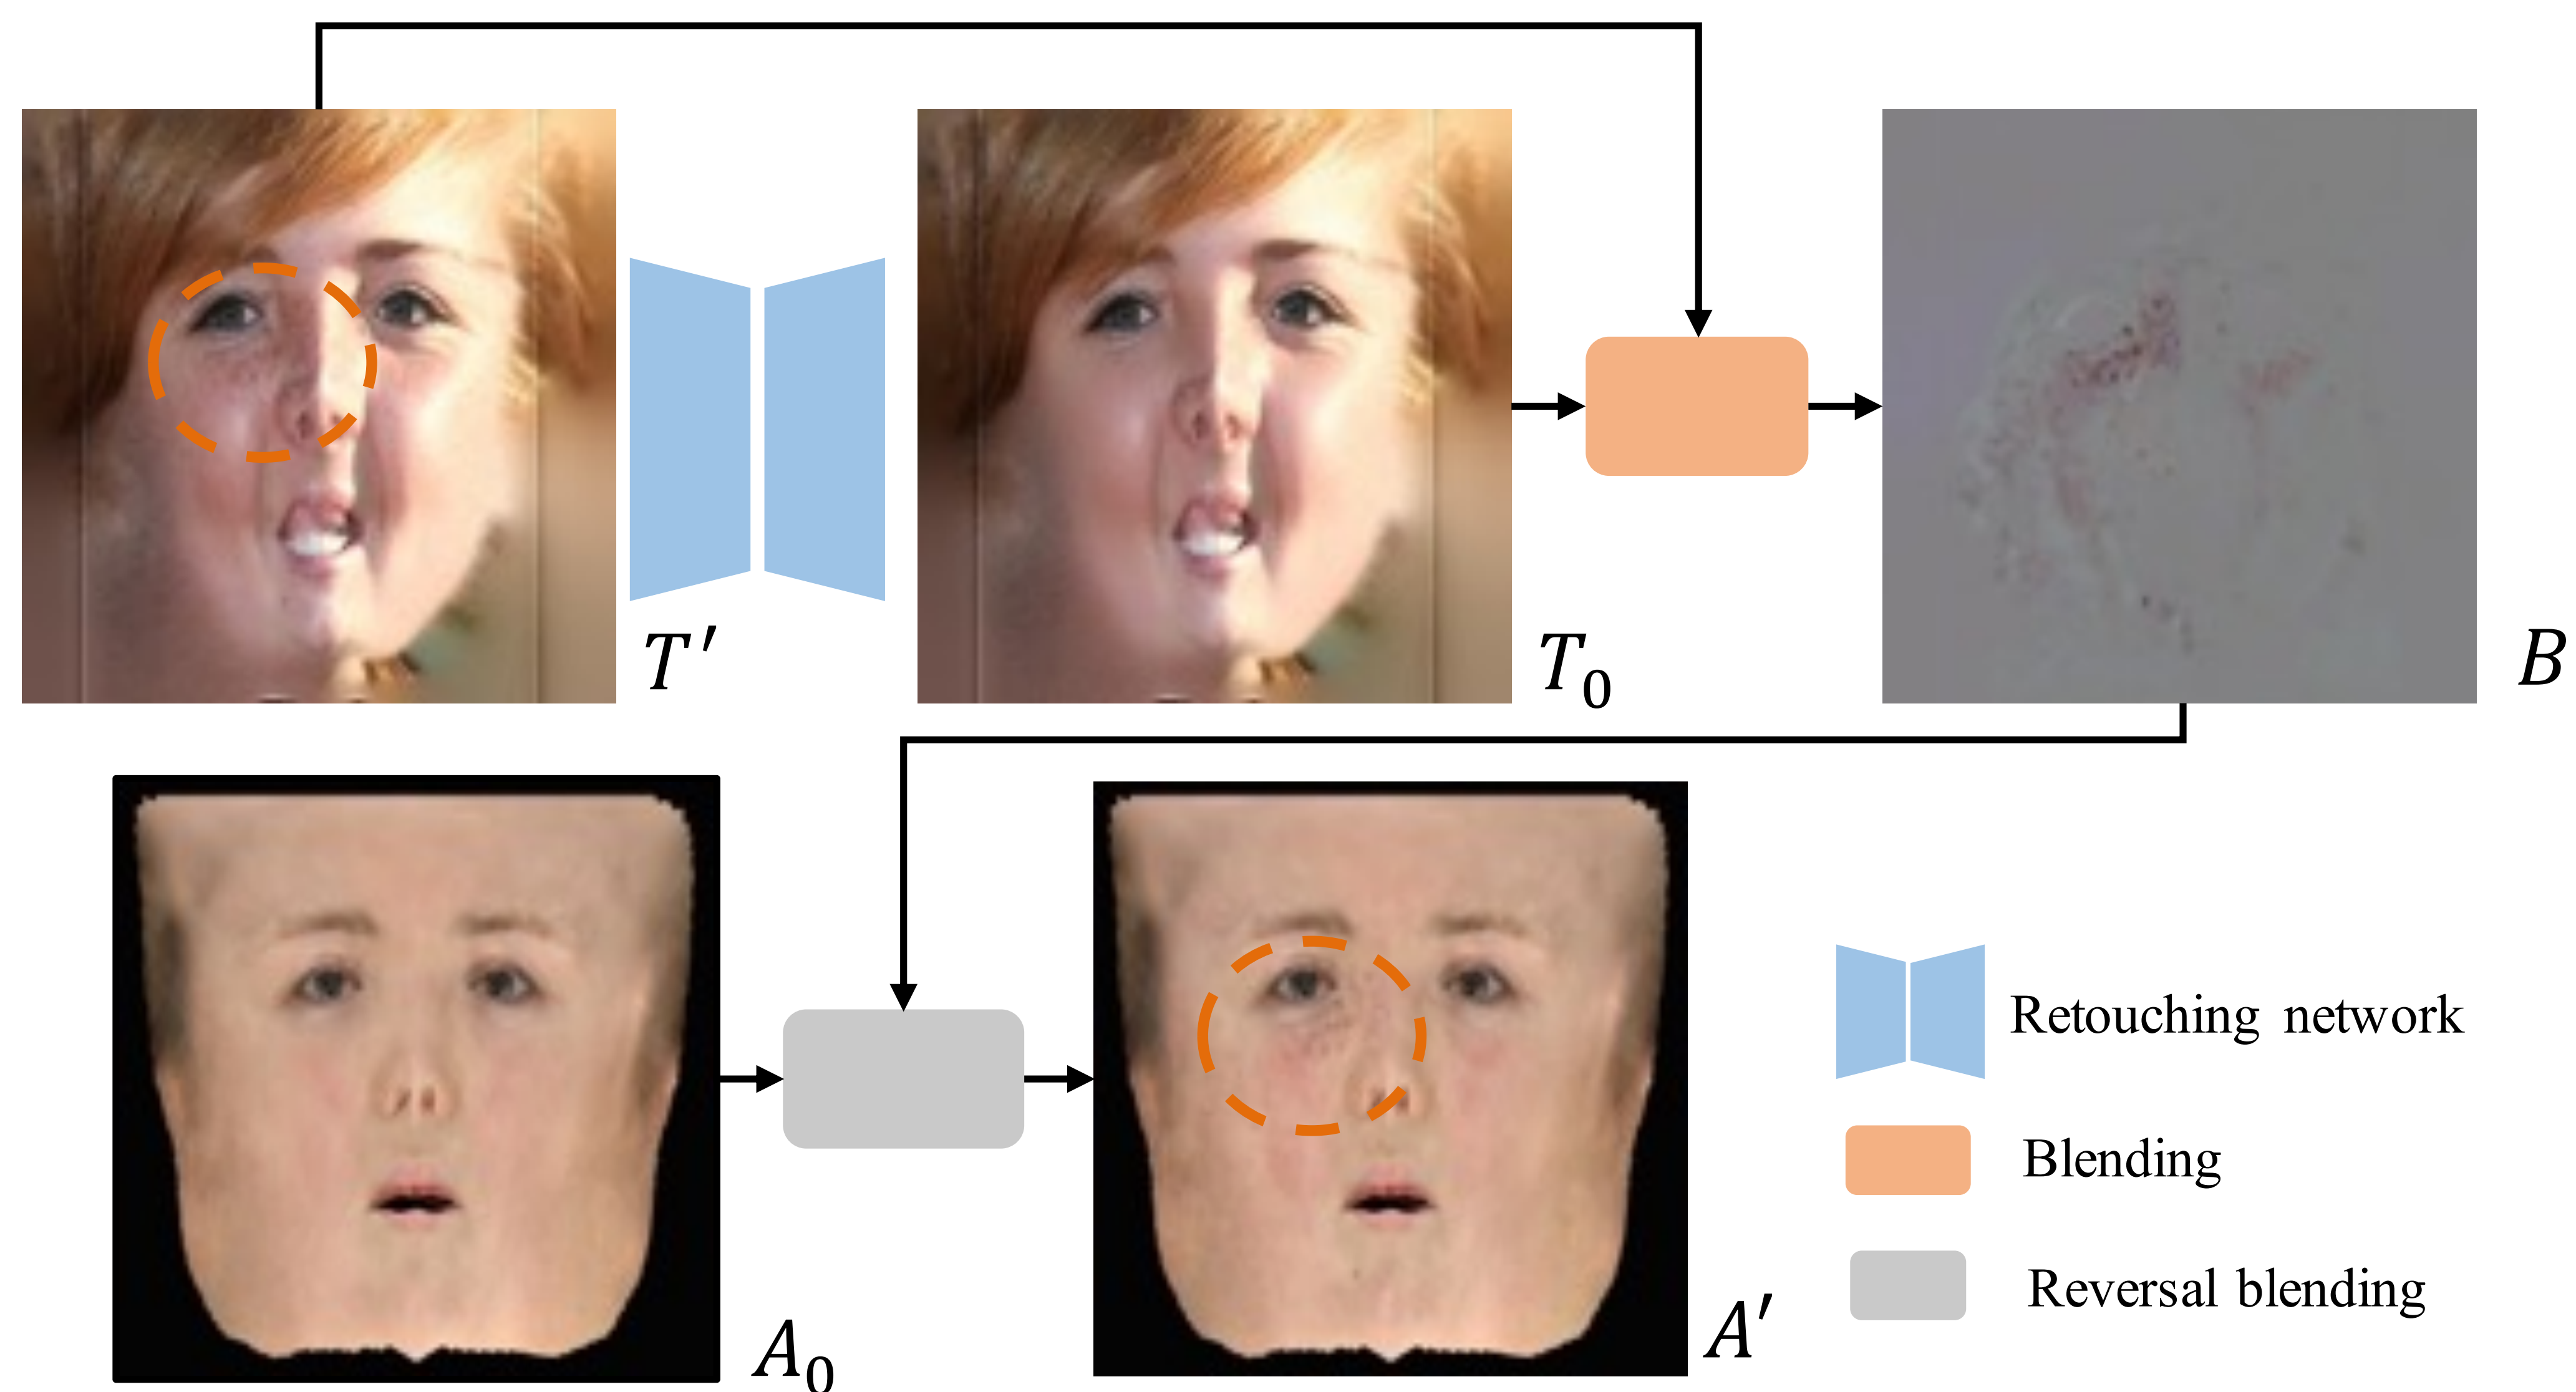 T′
T₀
B
A₀
A′
Retouching network
Blending
Reversal blending